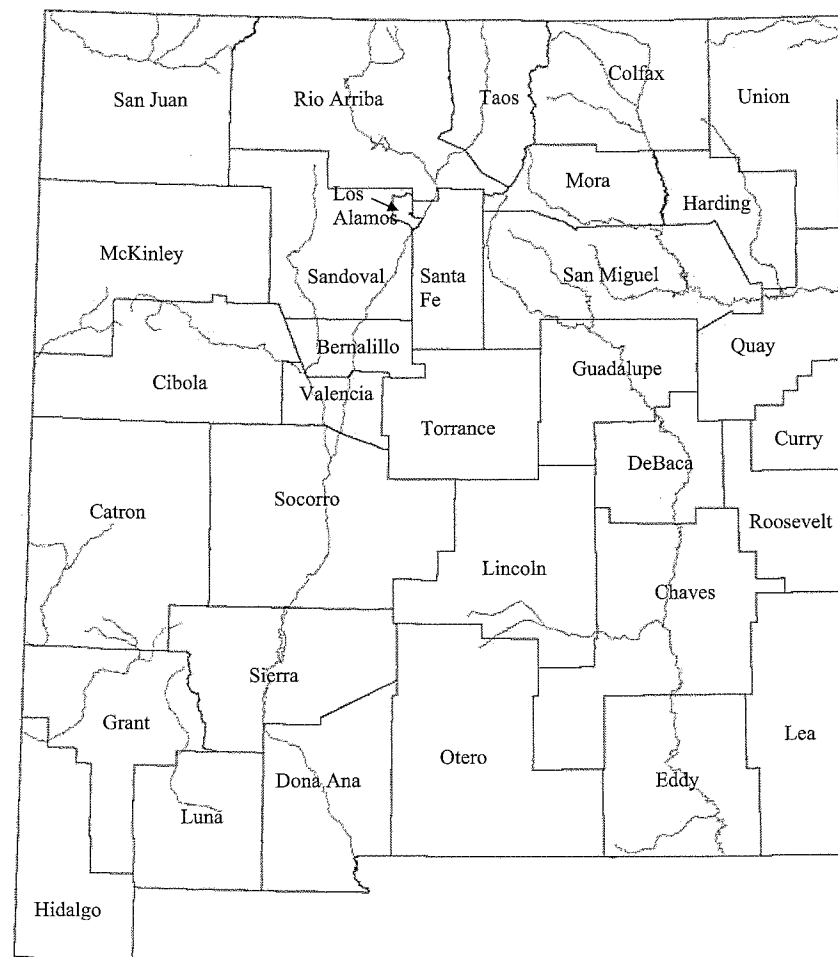 San Juan
Rio Arriba
Taos
Colfax
Union
Los
Alamos
Mora
Harding
McKinley
Sandoval
Santa
Fe
San Miguel
Bernalillo
Quay
Cibola
Valencia
Guadalupe
Torrance
Curry
DeBaca
Catron
Socorro
Roosevelt
Lincoln
Chaves
Sierra
Grant
Lea
Otero
Dona Ana
Eddy
Luna
Hidalgo